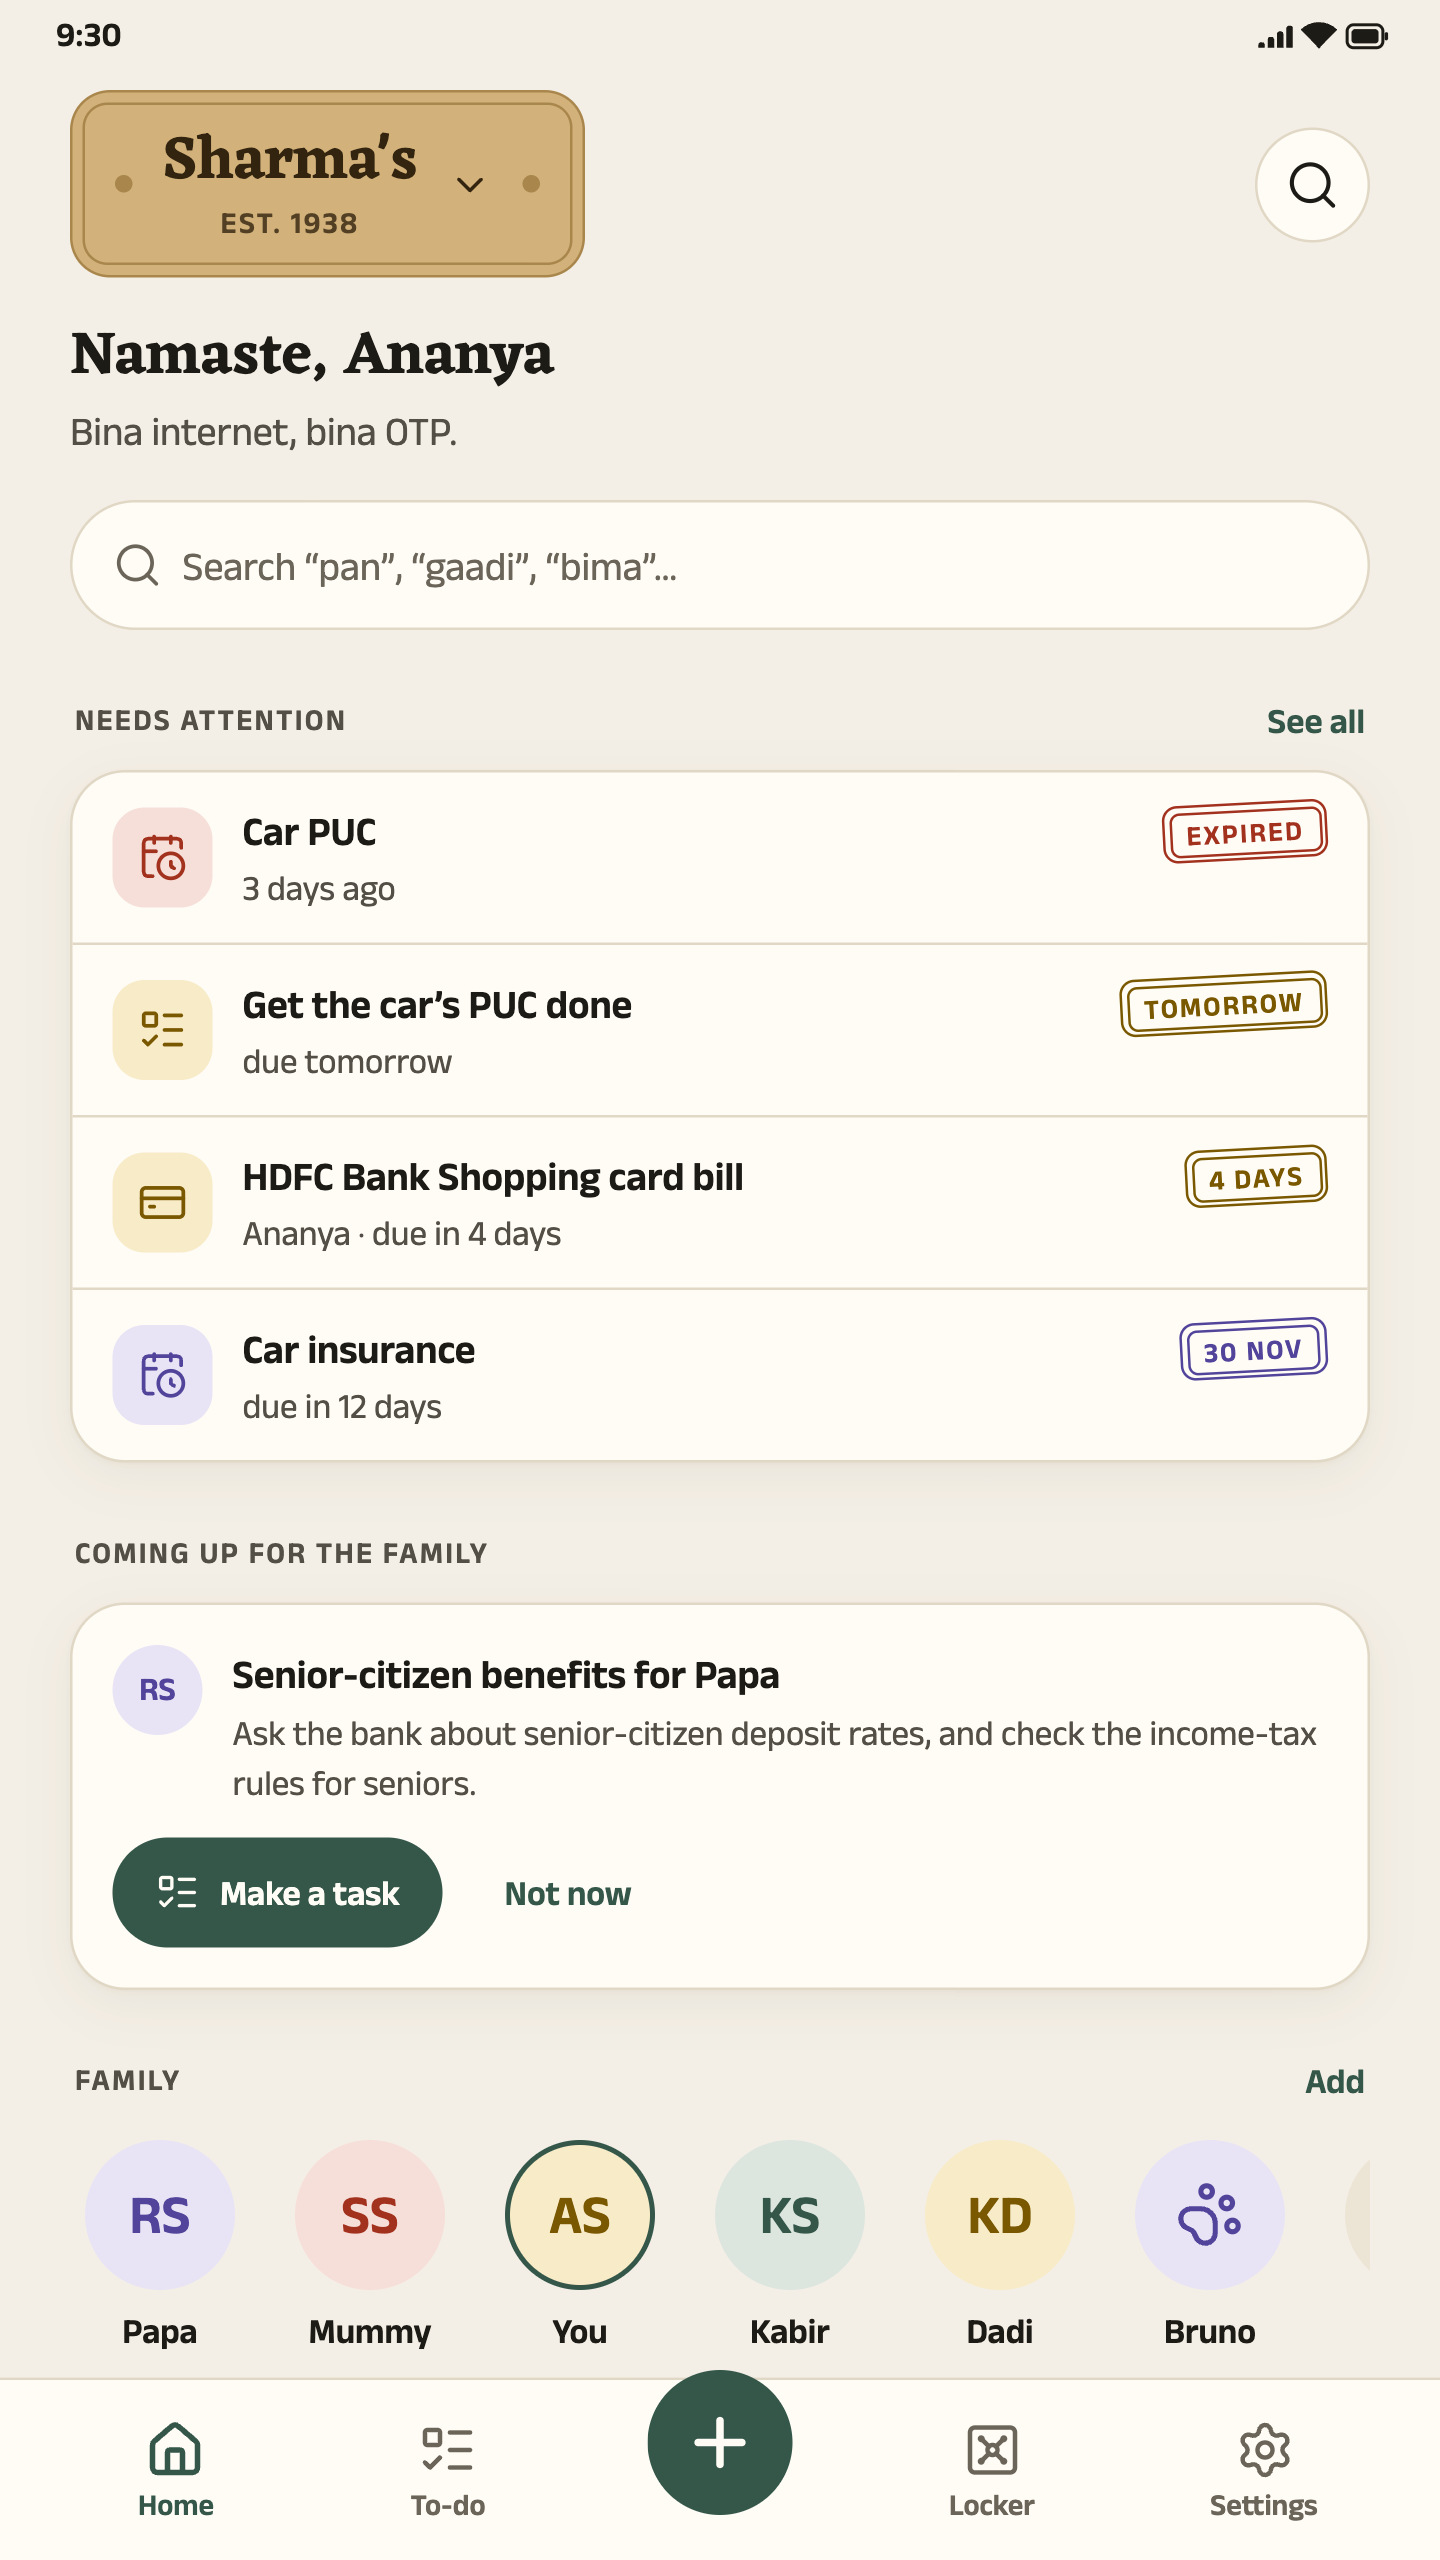 9:30
Sharma's
EST. 1938
Namaste, Ananya
Bina internet, bina OTP.
Search “pan”, “gaadi”, “bima”...
NEEDS ATTENTION
See all
Car PUC
EXPIRED
3 days ago
Get the car’s PUC done
TOMORROW
due tomorrow
HDFC Bank Shopping card bill
4 DAYS
Ananya · due in 4 days
Car insurance
30 NOV
due in 12 days
COMING UP FOR THE FAMILY
RS
Senior-citizen benefits for Papa
Ask the bank about senior-citizen deposit rates, and check the income-tax
rules for seniors.
Make a task
Not now
FAMILY
Add
RS
SS
AS
KS
KD
Papa
Mummy
You
Kabir
Dadi
Bruno
Home
To-do
Locker
Settings